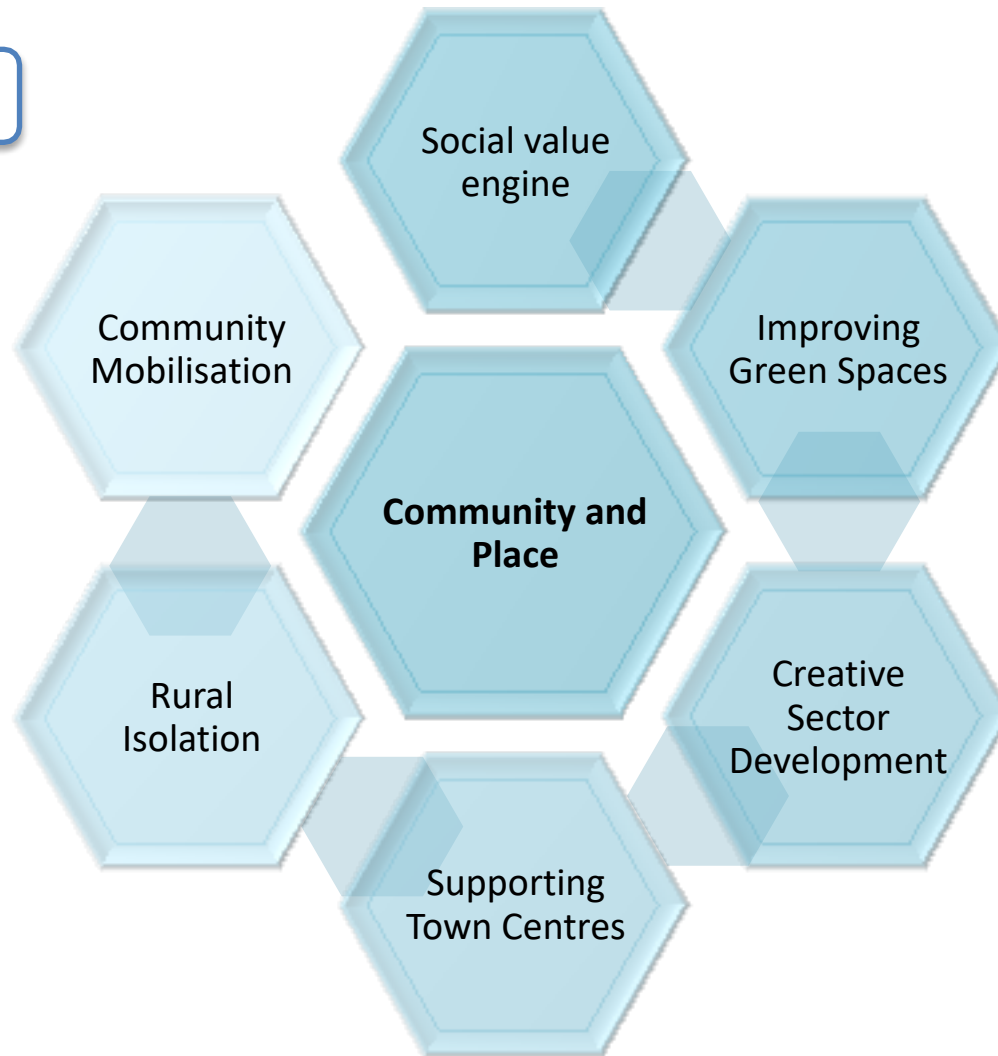 Social value
engine
Improving
Green Spaces
Creative
Sector
Development
Supporting
Town Centres
Rural
Isolation
Community
Mobilisation
Community and
Place